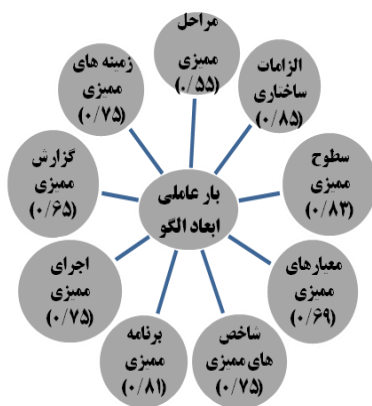 مراحل
ممیزی
(۰/۵۵)
الزامات
ساختاری
(۰/۸۵)
سطوح
ممیزی
(۰/۸۳)
معیارهای
ممیزی
(۰/۶۹)
شاخص
های ممیزی
(۰/۷۵)
برنامه
ممیزی
(۰/۸۱)
اجرای
ممیزی
(۰/۷۵)
گزارش
ممیزی
(۰/۶۵)
زمینه های
ممیزی
(۰/۷۵)
بار عاملی
ابعاد الگو